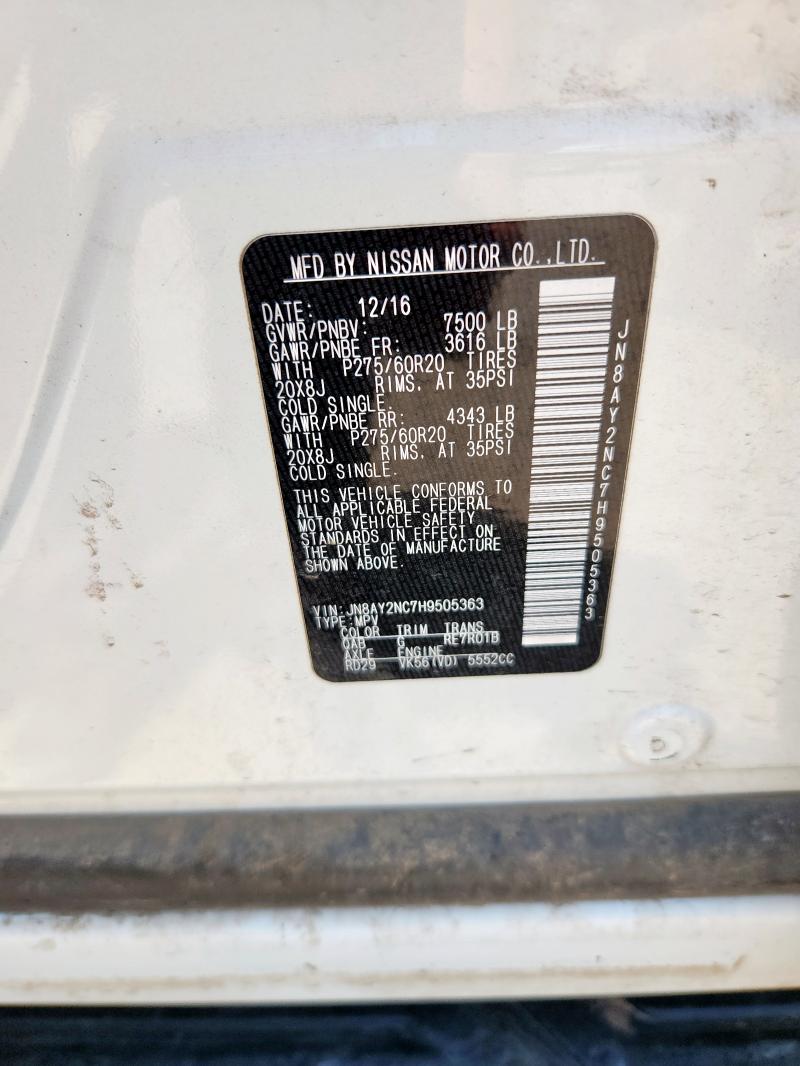 MFD BY NISSAN MOTOR CO.,LTD.
DATE: 12/16
GVWR/PNBV: 7500 LB
GAWR/PNBE FR: 3616 LB
WITH P275/60R20 TIRES
20X8J RIMS, AT 35PSI
COLD SINGLE.
GAWR/PNBE RR: 4343 LB
WITH P275/60R20 TIRES
20X8J RIMS, AT 35PSI
COLD SINGLE.
THIS VEHICLE CONFORMS TO
ALL APPLICABLE FEDERAL
MOTOR VEHICLE SAFETY
STANDARDS IN EFFECT ON
THE DATE OF MANUFACTURE
SHOWN ABOVE.
VIN: JN8AY2NC7H9505363
TYPE: MPV
COLOR TRIM TRANS
QAB G RE7R01B
AXLE ENGINE
RD29 VK56(VD) 5552CC
JN8AY2NC7H9505363